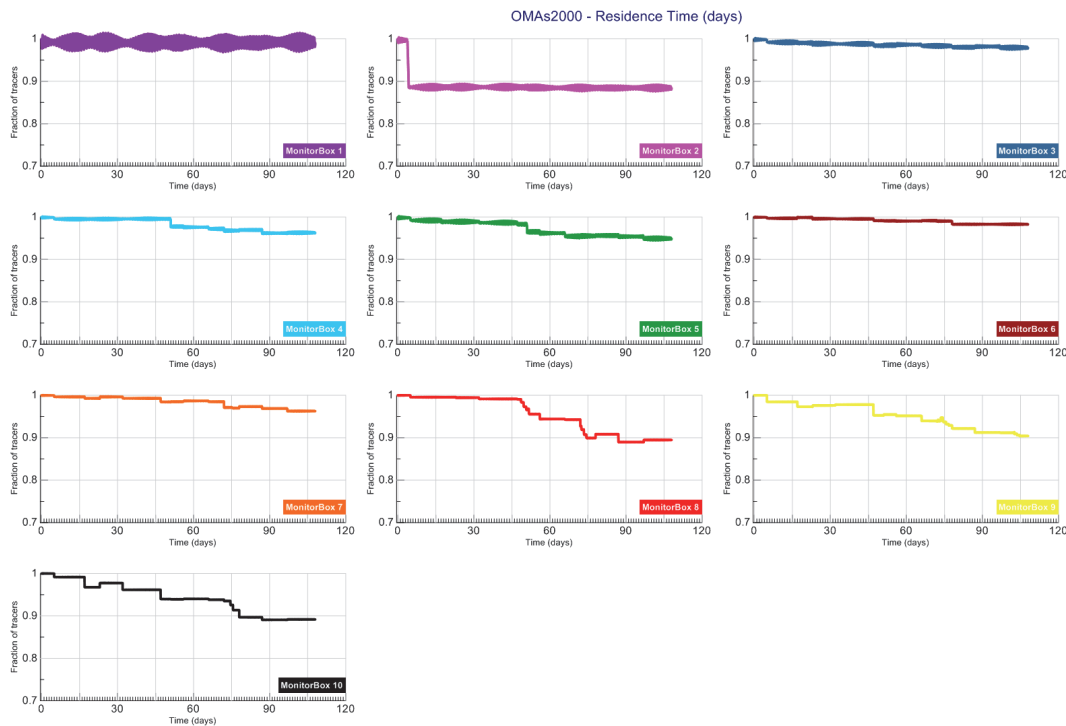 OMAs2000 - Residence Time (days)
Fraction of tracers
1
0.9
0.8
0.7
0 30 60 90 120
Time (days)
MonitorBox 1
Fraction of tracers
1
0.9
0.8
0.7
0 30 60 90 120
Time (days)
MonitorBox 2
Fraction of tracers
1
0.9
0.8
0.7
0 30 60 90 120
Time (days)
MonitorBox 3
Fraction of tracers
1
0.9
0.8
0.7
0 30 60 90 120
Time (days)
MonitorBox 4
Fraction of tracers
1
0.9
0.8
0.7
0 30 60 90 120
Time (days)
MonitorBox 5
Fraction of tracers
1
0.9
0.8
0.7
0 30 60 90 120
Time (days)
MonitorBox 6
Fraction of tracers
1
0.9
0.8
0.7
0 30 60 90 120
Time (days)
MonitorBox 7
Fraction of tracers
1
0.9
0.8
0.7
0 30 60 90 120
Time (days)
MonitorBox 8
Fraction of tracers
1
0.9
0.8
0.7
0 30 60 90 120
Time (days)
MonitorBox 9
Fraction of tracers
1
0.9
0.8
0.7
0 30 60 90 120
Time (days)
MonitorBox 10